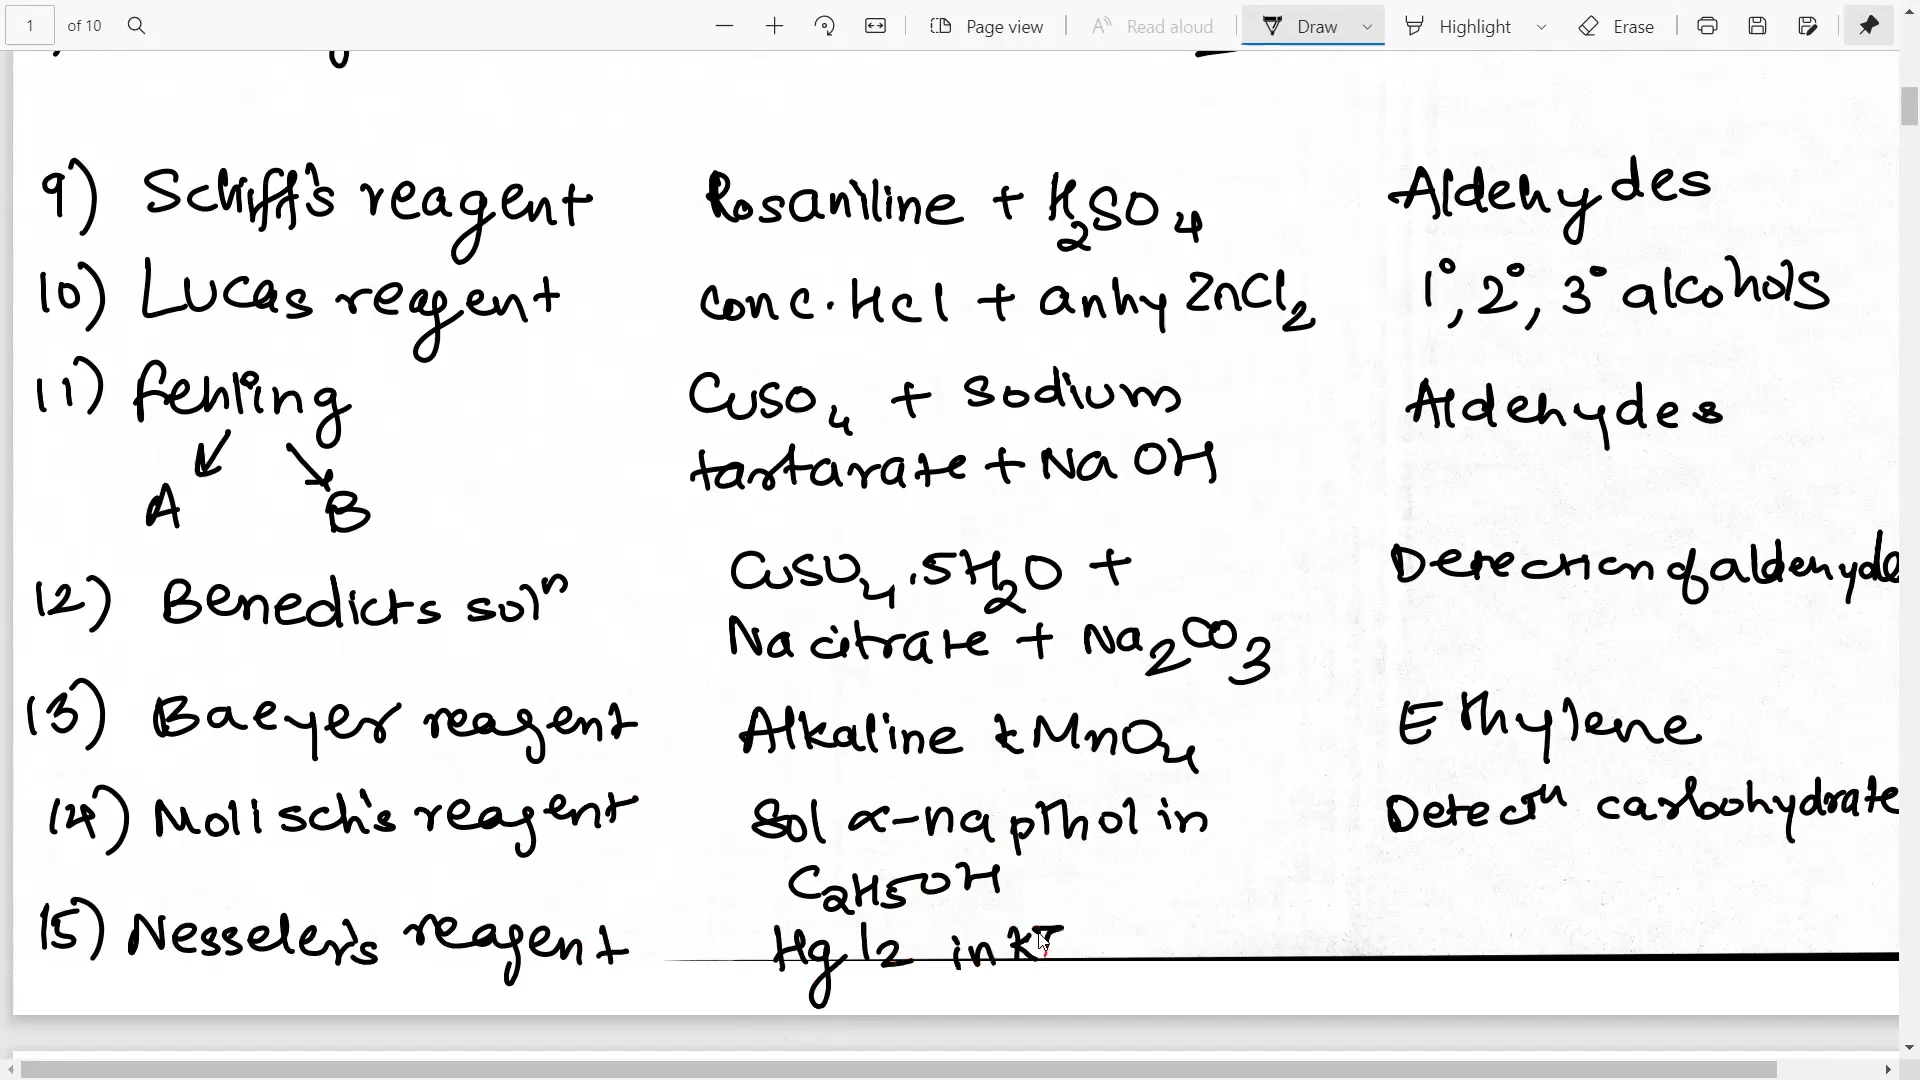 1 of 10 Page view Read aloud Draw Highlight Erase
9) Schiff's reagent Rosaniline + H2SO4 Aldehydes
10) Lucas reagent conc. HCl + anhy ZnCl2 1°, 2°, 3° alcohols
11) Fehling CuSO4 + Sodium Aldehydes
tartarate + NaOH
A B
12) Benedicts solⁿ CuSO4.5H2O + Detection of aldehyde
Na citrate + Na2CO3
13) Baeyer reagent Alkaline KMnO4 Ethylene
14) Molisch's reagent Sol α-napthol in Detectⁿ carbohydrate
C2H5OH
15) Nesseler's reagent HgI2 in KI